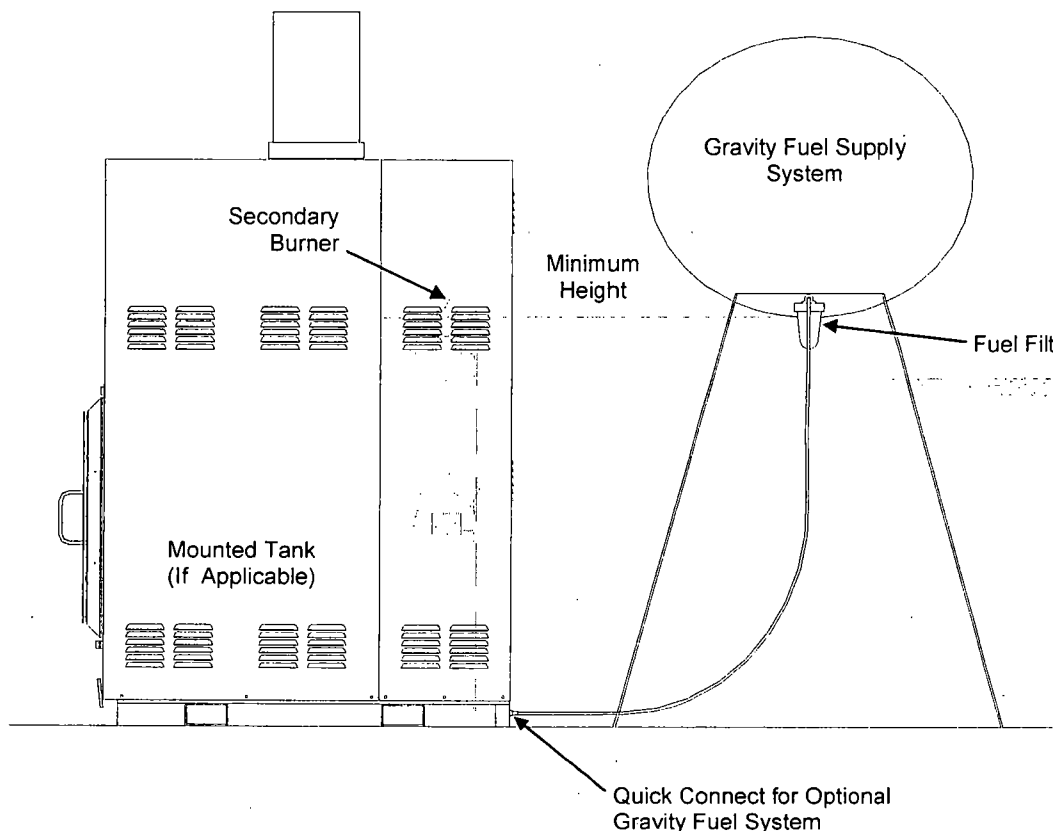 Gravity Fuel Supply
System
Secondary
Burner
Minimum
Height
Fuel Filt
Mounted Tank
(If Applicable)
Quick Connect for Optional
Gravity Fuel System